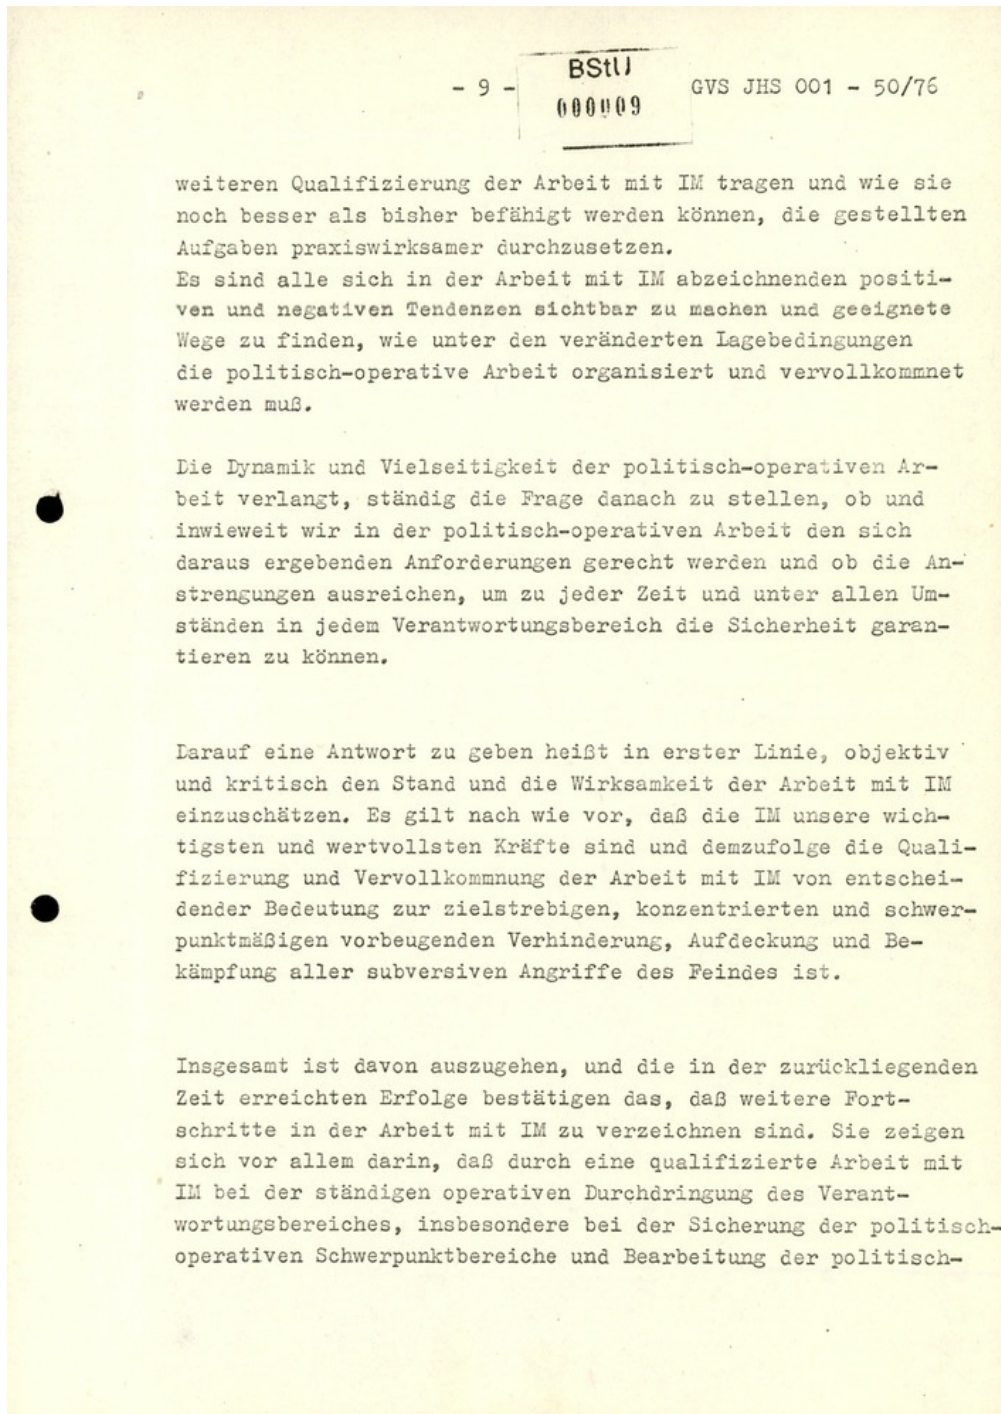 BStU
- 9 -
GVS JHS 001 - 50/76
000009
weiteren Qualifizierung der Arbeit mit IM tragen und wie sie
noch besser als bisher befähigt werden können, die gestellten
Aufgaben praxiswirksamer durchzusetzen.
Es sind alle sich in der Arbeit mit IM abzeichnenden positi-
ven und negativen Tendenzen sichtbar zu machen und geeignete
Wege zu finden, wie unter den veränderten Lagebedingungen
die politisch-operative Arbeit organisiert und vervollkommnet
werden muß.
Die Dynamik und Vielseitigkeit der politisch-operativen Ar-
beit verlangt, ständig die Frage danach zu stellen, ob und
inwieweit wir in der politisch-operativen Arbeit den sich
daraus ergebenden Anforderungen gerecht werden und ob die An-
strengungen ausreichen, um zu jeder Zeit und unter allen Um-
ständen in jedem Verantwortungsbereich die Sicherheit garan-
tieren zu können.
Darauf eine Antwort zu geben heißt in erster Linie, objektiv
und kritisch den Stand und die Wirksamkeit der Arbeit mit IM
einzuschätzen. Es gilt nach wie vor, daß die IM unsere wich-
tigsten und wertvollsten Kräfte sind und demzufolge die Quali-
fizierung und Vervollkommnung der Arbeit mit IM von entschei-
dender Bedeutung zur zielstrebigen, konzentrierten und schwer-
punktmäßigen vorbeugenden Verhinderung, Aufdeckung und Be-
kämpfung aller subversiven Angriffe des Feindes ist.
Insgesamt ist davon auszugehen, und die in der zurückliegenden
Zeit erreichten Erfolge bestätigen das, daß weitere Fort-
schritte in der Arbeit mit IM zu verzeichnen sind. Sie zeigen
sich vor allem darin, daß durch eine qualifizierte Arbeit mit
IM bei der ständigen operativen Durchdringung des Verant-
wortungsbereiches, insbesondere bei der Sicherung der politisch-
operativen Schwerpunktbereiche und Bearbeitung der politisch-